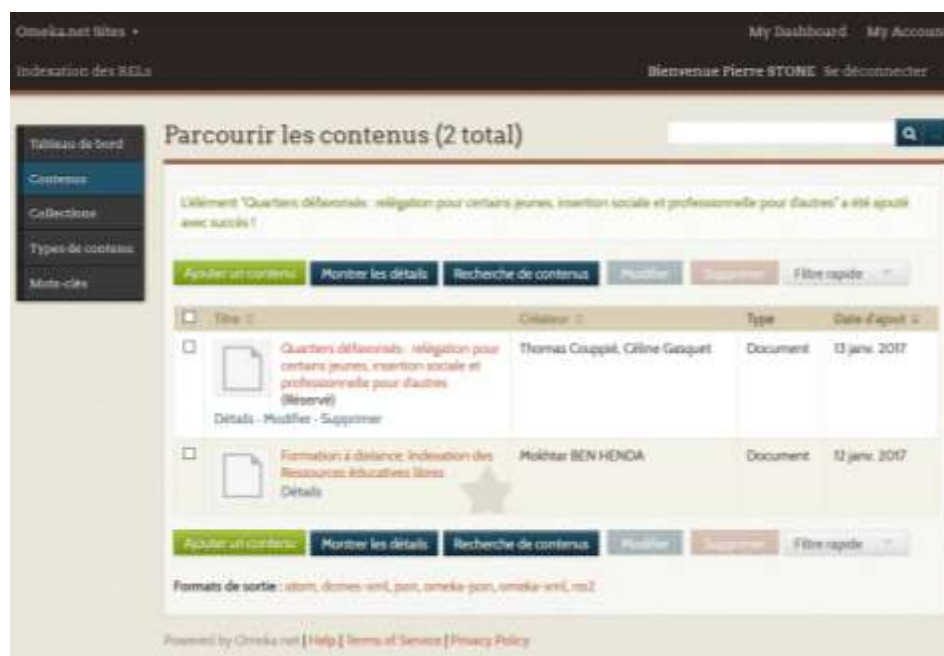 Omeka.net Sites
My Dashboard My Accoun
Indexation des RELs
Bienvenue Pierre STONE Se déconnecter
Parcourir les contenus (2 total)
Tableau de bord
Contenus
Collections
Types de contenu
Mots-clés
L'élément "Quartiers défavorisés : relégation pour certains jeunes, insertion sociale et professionnelle pour d'autres" a été ajouté
avec succès !
Ajouter un contenu Montrer les détails Recherche de contenus Modifier Supprimer Filtre rapide
Titre Créateur Type Date d'ajout
Quartiers défavorisés : relégation pour Thomas Couppié, Céline Gasquet Document 13 janv. 2017
certains jeunes, insertion sociale et
professionnelle pour d'autres
(Réservé)
Détails - Modifier - Supprimer
Formation à distance. Indexation des Mokhtar BEN HENDA Document 12 janv. 2017
Ressources éducatives libres
Détails
Ajouter un contenu Montrer les détails Recherche de contenus Modifier Supprimer Filtre rapide
Formats de sortie : atom, dcmes-xml, json, omeka-json, omeka-xml, rss2
Powered by Omeka.net | Help | Terms of Service | Privacy Policy